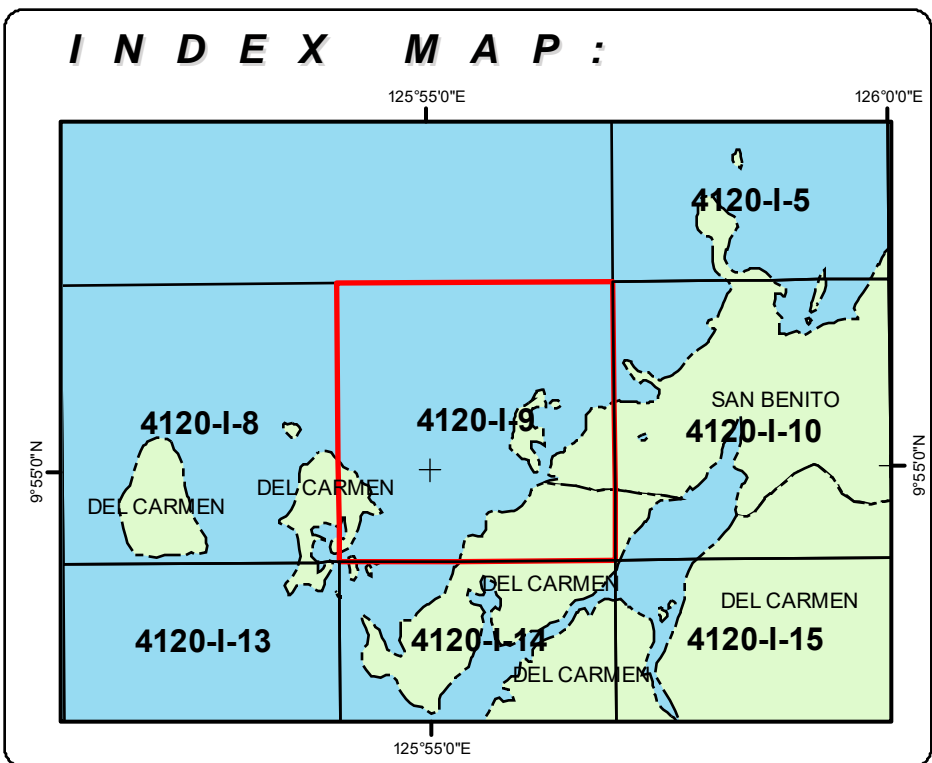 INDEX MAP:
125°55'0"E
126°0'0"E
4120-I-5
SAN BENITO
4120-I-8
4120-I-9
4120-I-10
9°55'0"N
9°55'0"N
DEL CARMEN
DEL CARMEN
DEL CARMEN
DEL CARMEN
4120-I-13
4120-I-14
4120-I-15
DEL CARMEN
125°55'0"E